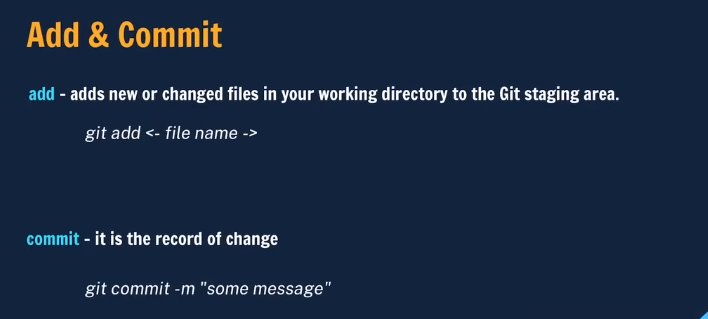 Add & Commit
add - adds new or changed files in your working directory to the Git staging area.
git add <- file name ->
commit - it is the record of change
git commit -m "some message"